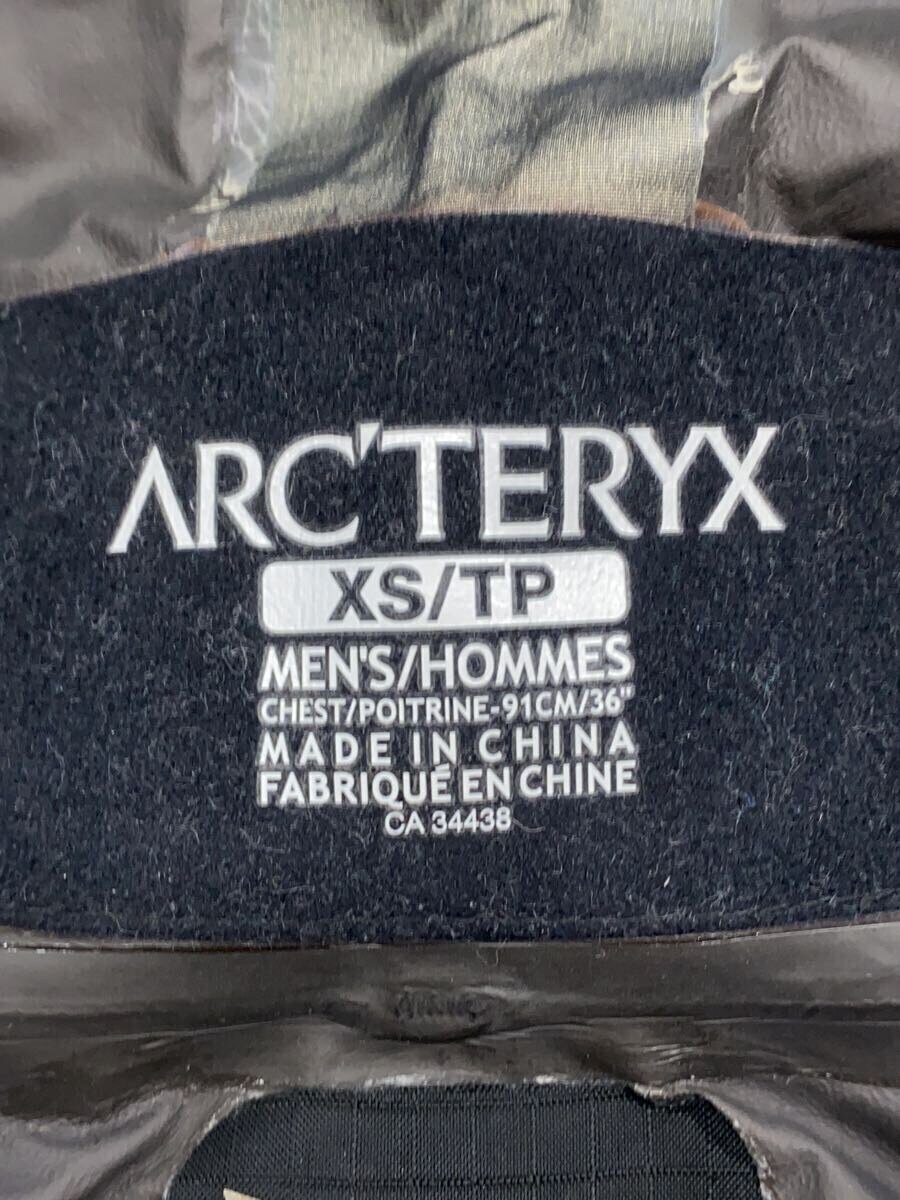 ARC'TERYX
XS/TP
MEN'S/HOMMES
CHEST/POITRINE-91CM/36"
MADE IN CHINA
FABRIQUÉ EN CHINE
CA 34438